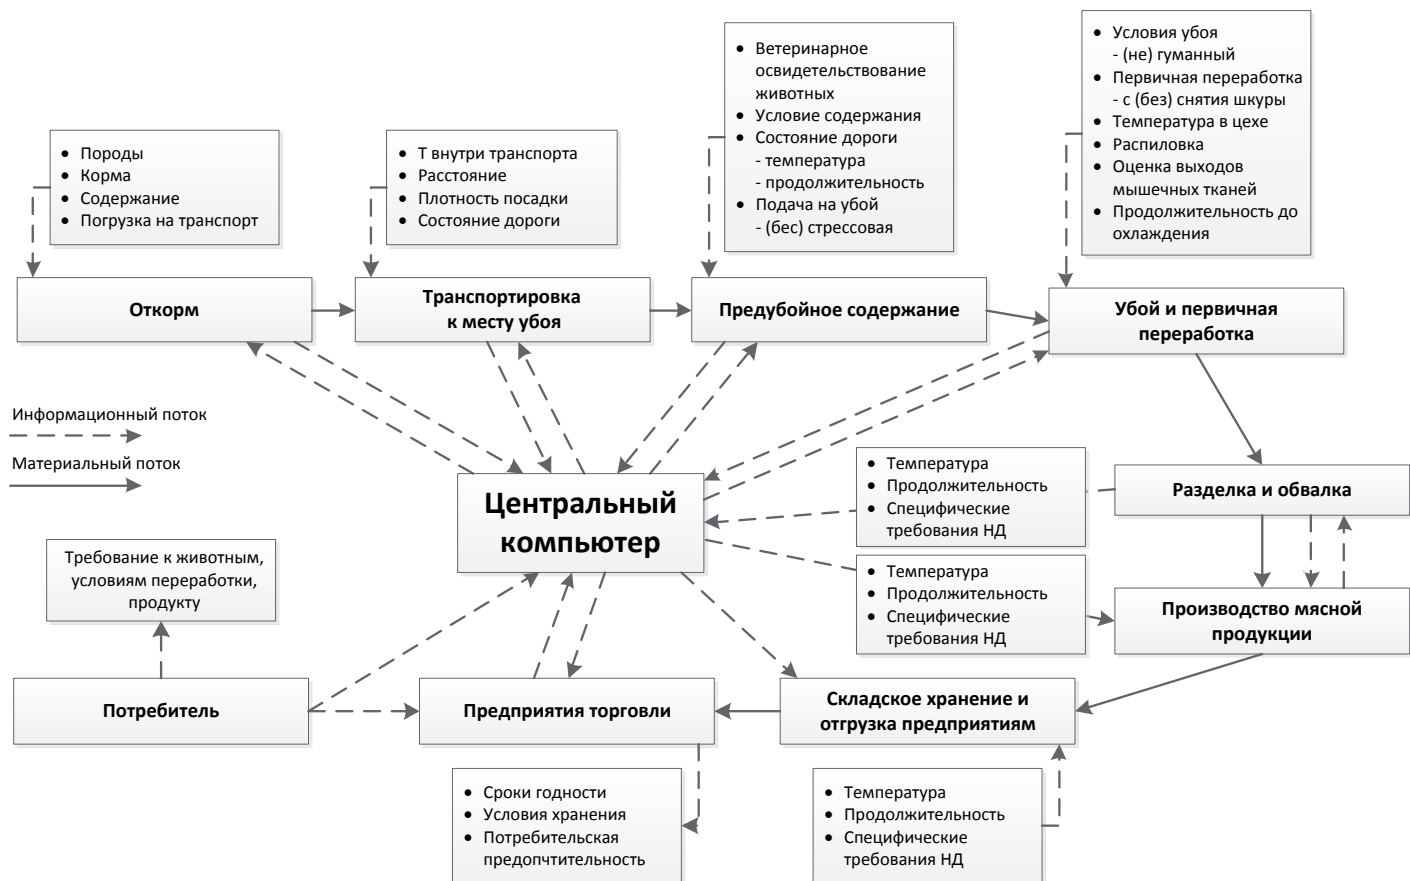 • Ветеринарное
освидетельствование
животных
• Условие содержания
• Состояние дороги
- температура
- продолжительность
• Подача на убой
- (бес) стрессовая
• Условия убоя
- (не) гуманный
• Первичная переработка
- с (без) снятия шкуры
• Температура в цехе
• Распиловка
• Оценка выходов
мышечных тканей
• Продолжительность до
охлаждения
• Породы
• Корма
• Содержание
• Погрузка на транспорт
• Т внутри транспорта
• Расстояние
• Плотность посадки
• Состояние дороги
Откорм
Транспортировка
к месту убоя
Предубойное содержание
Убой и первичная
переработка
Информационный поток
Материальный поток
Центральный
компьютер
• Температура
• Продолжительность
• Специфические
требования НД
Разделка и обвалка
Требование к животным,
условиям переработки,
продукту
• Температура
• Продолжительность
• Специфические
требования НД
Производство мясной
продукции
Потребитель
Предприятия торговли
Складское хранение и
отгрузка предприятиям
• Сроки годности
• Условия хранения
• Потребительская
предопчтительность
• Температура
• Продолжительность
• Специфические
требования НД